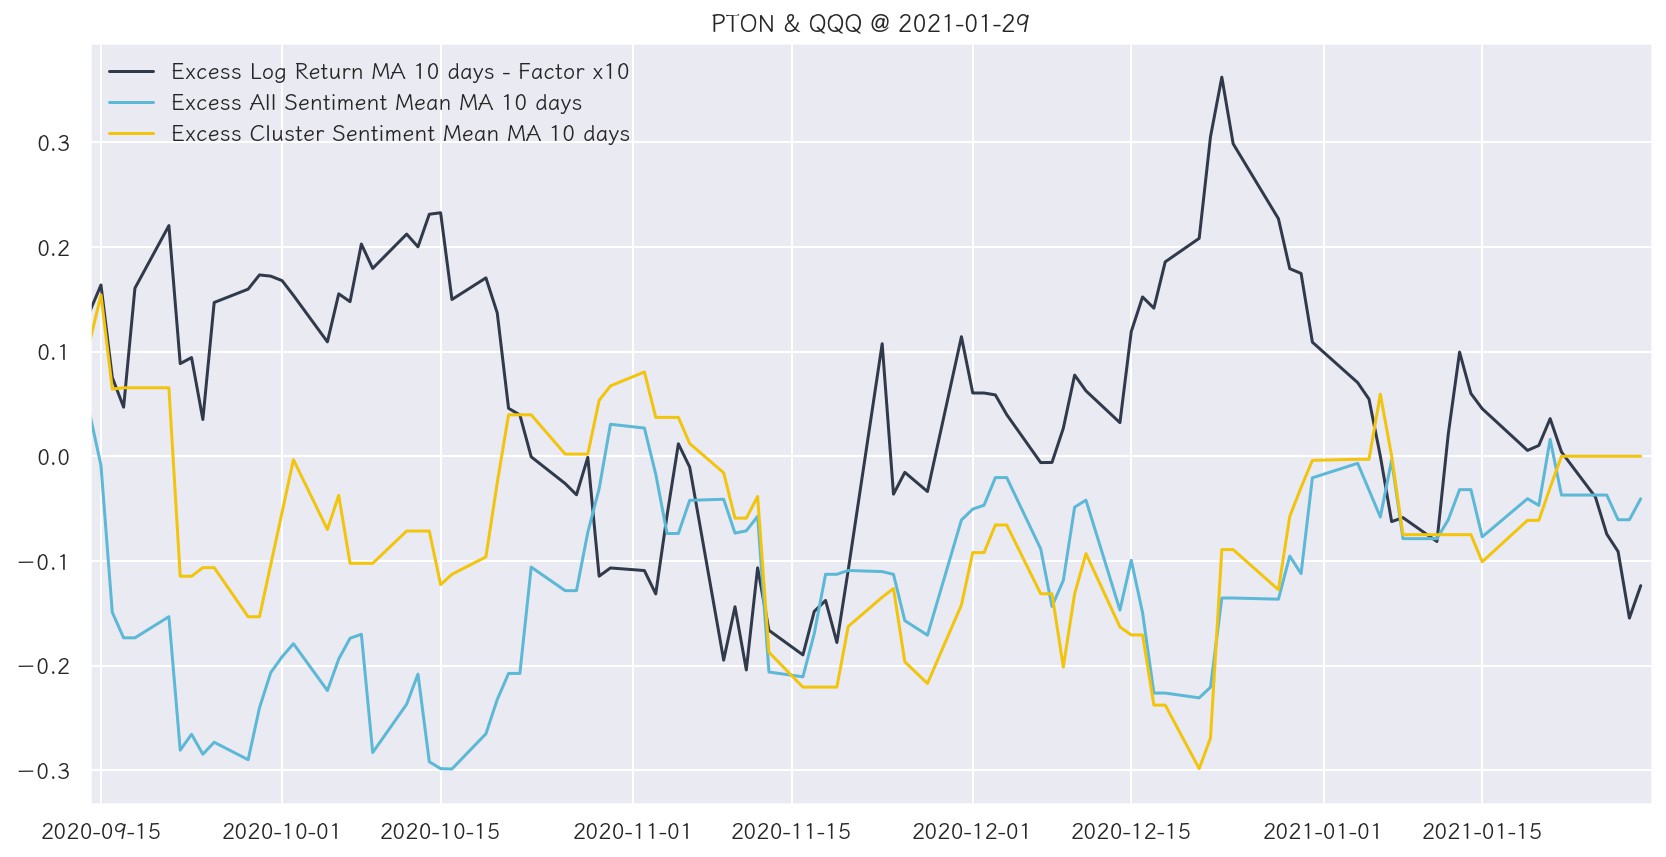 PTON & QQQ @ 2021-01-29
Excess Log Return MA 10 days - Factor x10
Excess All Sentiment Mean MA 10 days
Excess Cluster Sentiment Mean MA 10 days
0.3
0.2
0.1
0.0
−0.1
−0.2
−0.3
2020-09-15 2020-10-01 2020-10-15 2020-11-01 2020-11-15 2020-12-01 2020-12-15 2021-01-01 2021-01-15